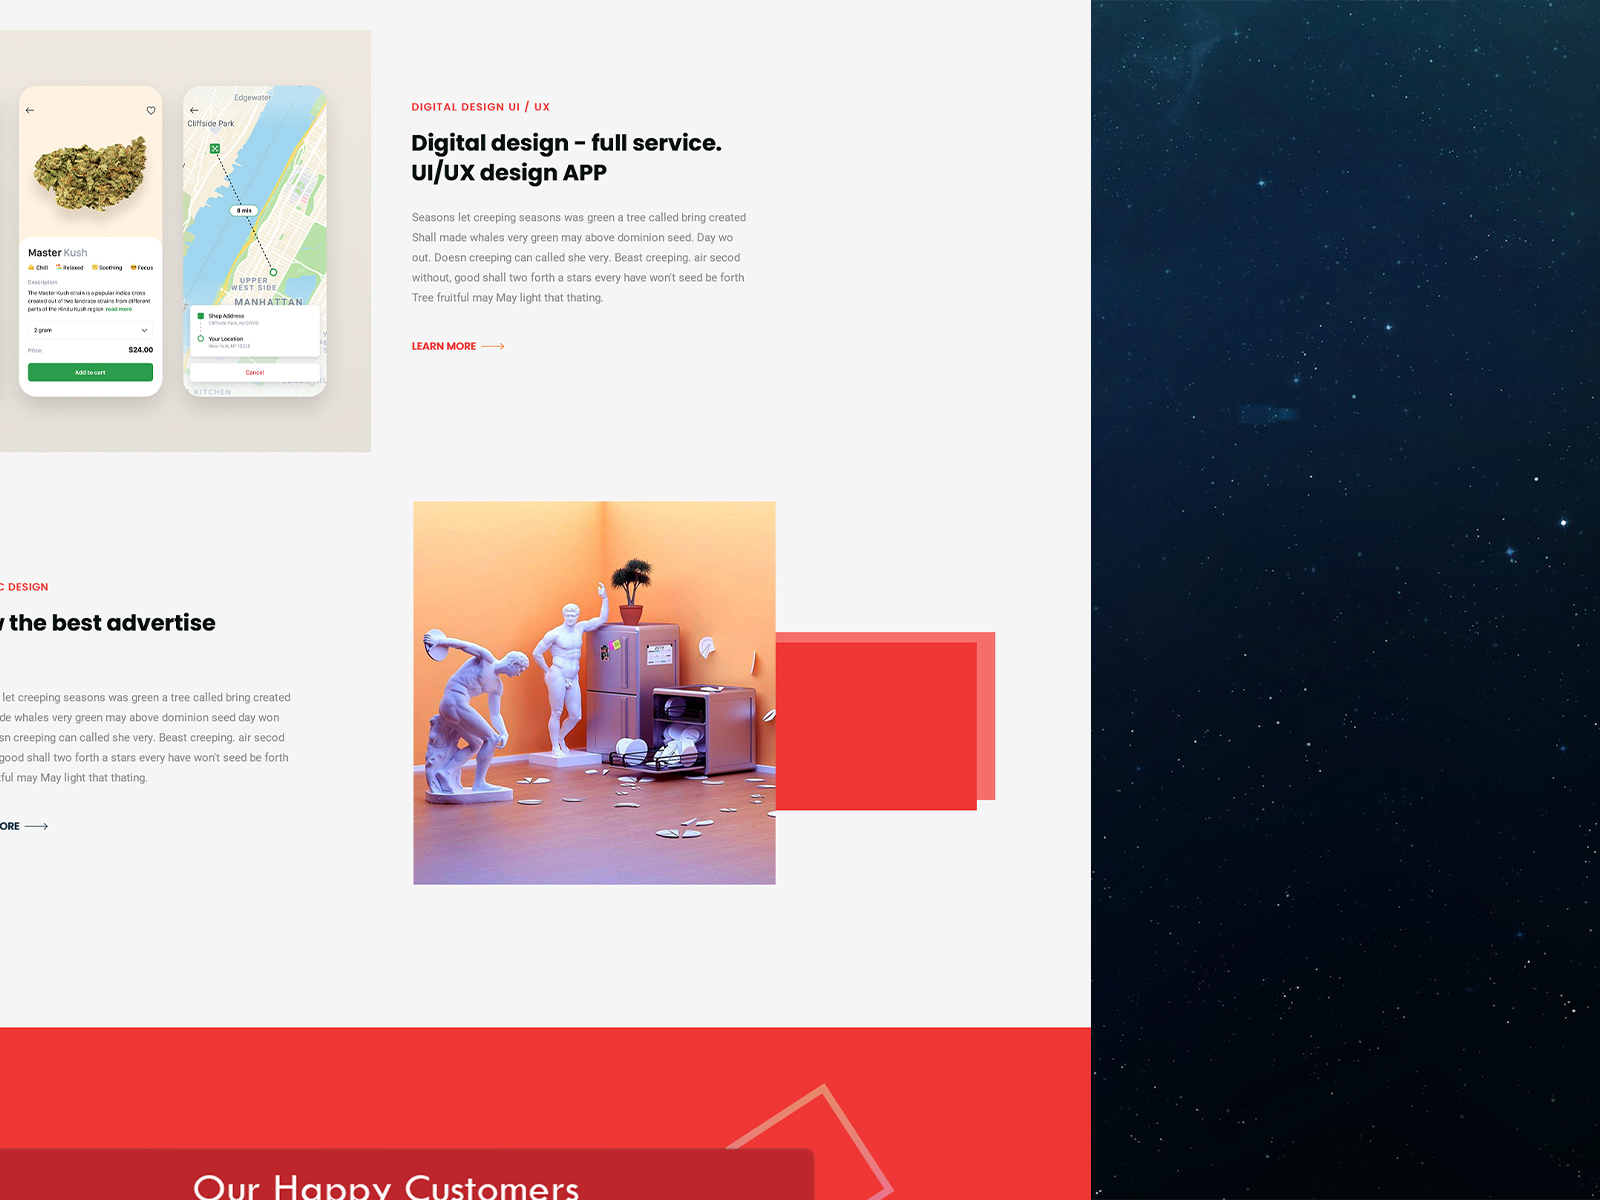 Master Kush
Chill Relaxed Soothing Focus
Description
The Master Kush strain is a popular indica cross
created out of two landrace strains from different
parts of the Hindu Kush region read more
2 gram
Price: $24.00
Add to cart
Edgewater
Cliffside Park
8 min
UPPER
WEST SIDE
MANHATTAN
Shop Address
Cliffside Park, NJ 07010
Your Location
New York, NY 10020
Cancel
KITCHEN
DIGITAL DESIGN UI / UX
Digital design - full service.
UI/UX design APP
Seasons let creeping seasons was green a tree called bring created
Shall made whales very green may above dominion seed. Day wo
out. Doesn creeping can called she very. Beast creeping. air secod
without, good shall two forth a stars every have won't seed be forth
Tree fruitful may May light that thating.
LEARN MORE
C DESIGN
the best advertise
let creeping seasons was green a tree called bring created
de whales very green may above dominion seed day won
sn creeping can called she very. Beast creeping. air secod
good shall two forth a stars every have won't seed be forth
ful may May light that thating.
ORE
Our Happy Customers